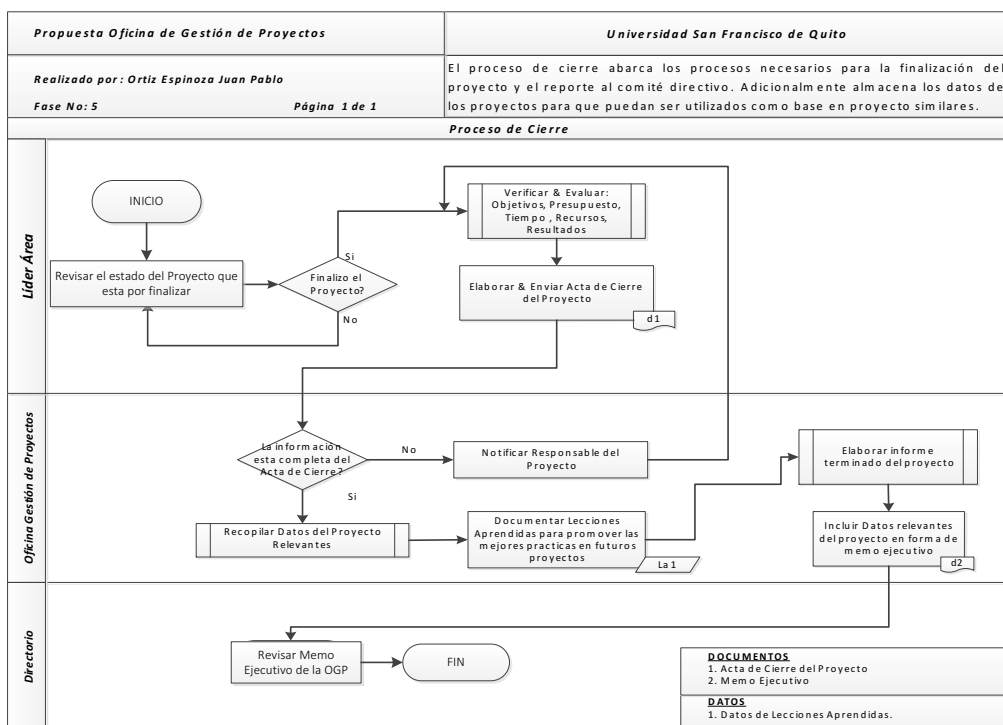 Propuesta Oficina de Gestión de Proyectos
Universidad San Francisco de Quito
Realizado por: Ortiz Espinoza Juan Pablo
Fase No: 5
Página 1 de 1
El proceso de cierre abarca los procesos necesarios para la finalización del
proyecto y el reporte al comité directivo. Adicionalmente almacena los datos de
los proyectos para que puedan ser utilizados como base en proyecto similares.
Proceso de Cierre
Líder Área
INICIO
Revisar el estado del Proyecto que
esta por finalizar
Finalizo el
Proyecto?
Si
No
Verificar & Evaluar:
Objetivos, Presupuesto,
Tiempo , Recursos,
Resultados
Elaborar & Enviar Acta de Cierre
del Proyecto
d1
Oficina Gestión de Proyectos
La información
esta completa del
Acta de Cierre?
No
Si
Notificar Responsable del
Proyecto
Recopilar Datos del Proyecto
Relevantes
Documentar Lecciones
Aprendidas para promover las
mejores practicas en futuros
proyectos
La 1
Elaborar informe
terminado del proyecto
Incluir Datos relevantes
del proyecto en forma de
memo ejecutivo
d2
Directorio
Revisar Memo
Ejecutivo de la OGP
FIN
DOCUMENTOS
1. Acta de Cierre del Proyecto
2. Memo Ejecutivo
DATOS
1. Datos de Lecciones Aprendidas.